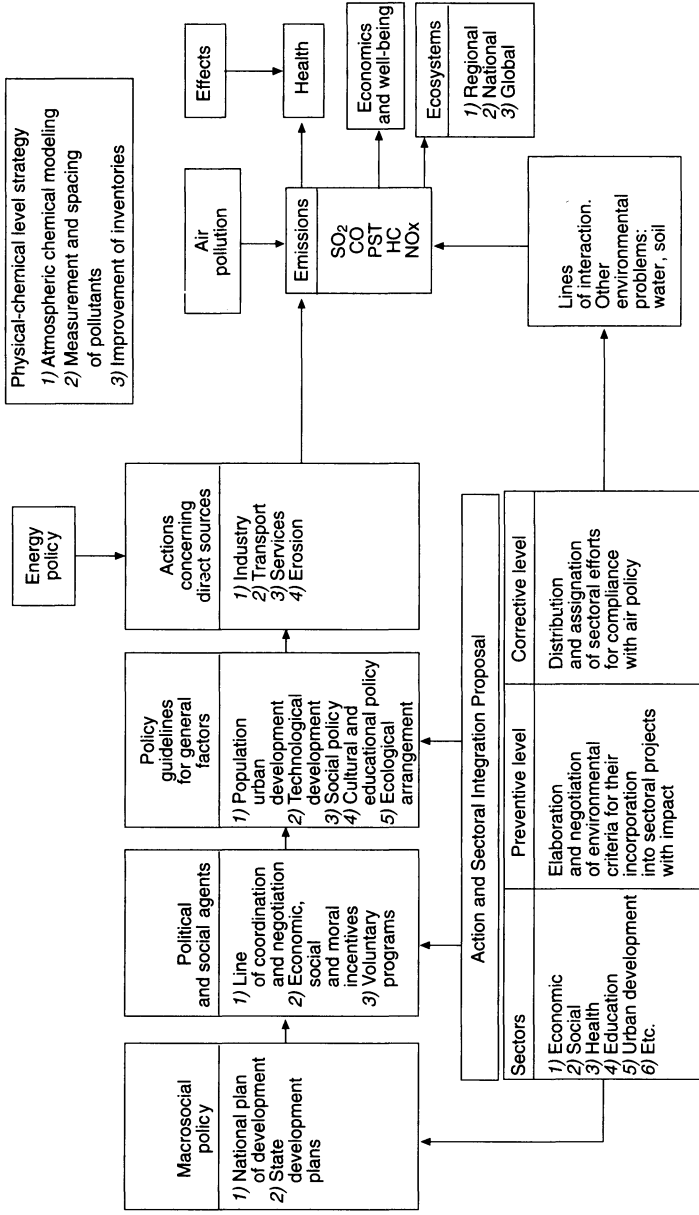 Physical-chemical level strategy
1) Atmospheric chemical modeling
2) Measurement and spacing
of pollutants
3) Improvement of inventories
Energy
policy
Air
pollution
Effects
Macrosocial
policy
1) National plan
of development
2) State
development
plans
Political
and social agents
1) Line
of coordination
and negotiation
2) Economic,
social
and moral
incentives
3) Voluntary
programs
Policy
guidelines
for general
factors
1) Population
urban
development
2) Technological
development
3) Social policy
4) Cultural and
educational policy
5) Ecological
arrangement
Actions
concerning
direct sources
1) Industry
2) Transport
3) Services
4) Erosion
Emissions
SO2
CO
PST
HC
NOx
Health
Economics
and well-being
Ecosystems
1) Regional
2) National
3) Global
Action and Sectoral Integration Proposal
Sectors
1) Economic
2) Social
3) Health
4) Education
5) Urban development
6) Etc.
Preventive level
Elaboration
and negotiation
of environmental
criteria for their
incorporation
into sectoral projects
with impact
Corrective level
Distribution
and assignation
of sectoral efforts
for compliance
with air policy
Lines
of interaction.
Other
environmental
problems:
water, soil